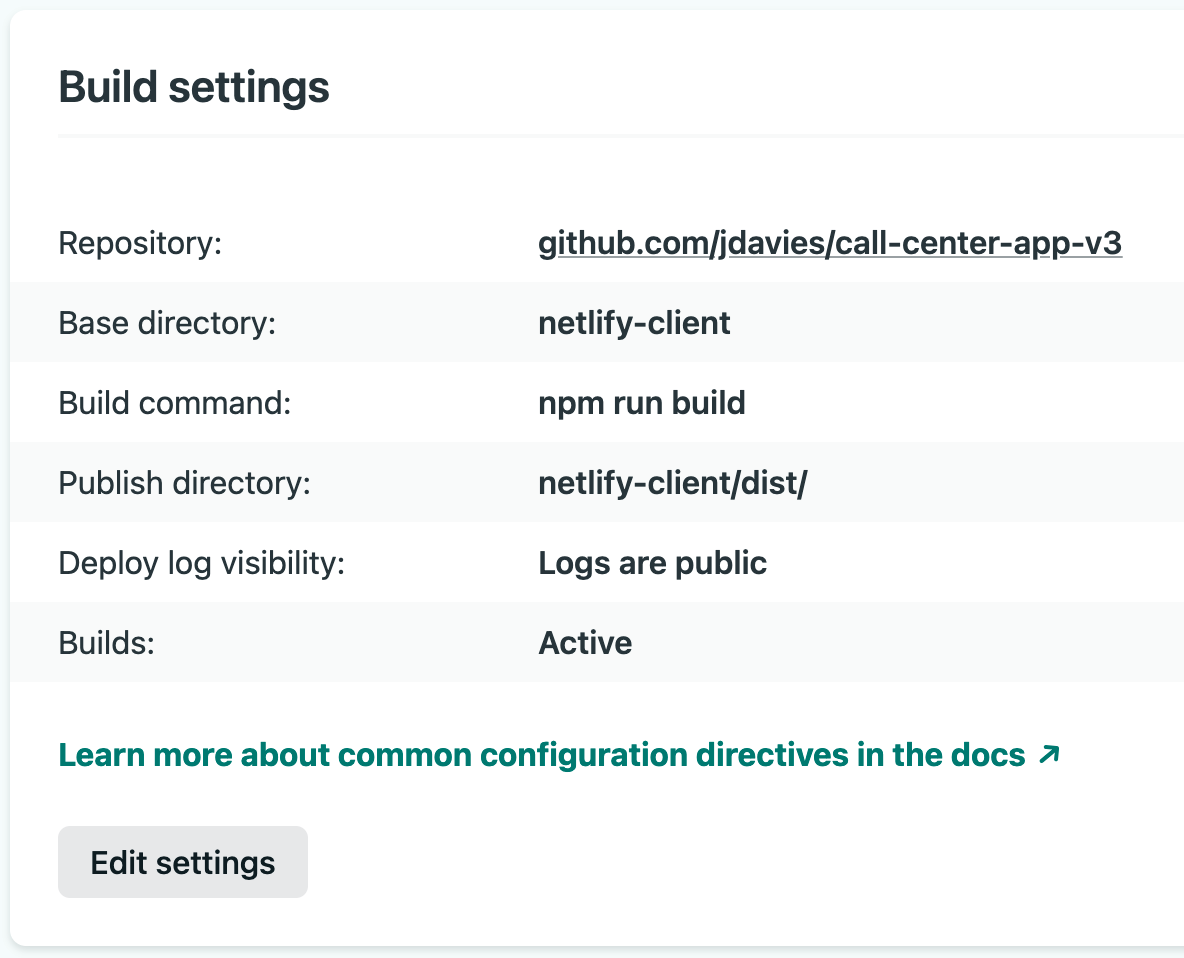 Build settings
Repository: github.com/jdavies/call-center-app-v3
Base directory: netlify-client
Build command: npm run build
Publish directory: netlify-client/dist/
Deploy log visibility: Logs are public
Builds: Active
Learn more about common configuration directives in the docs ↗
Edit settings